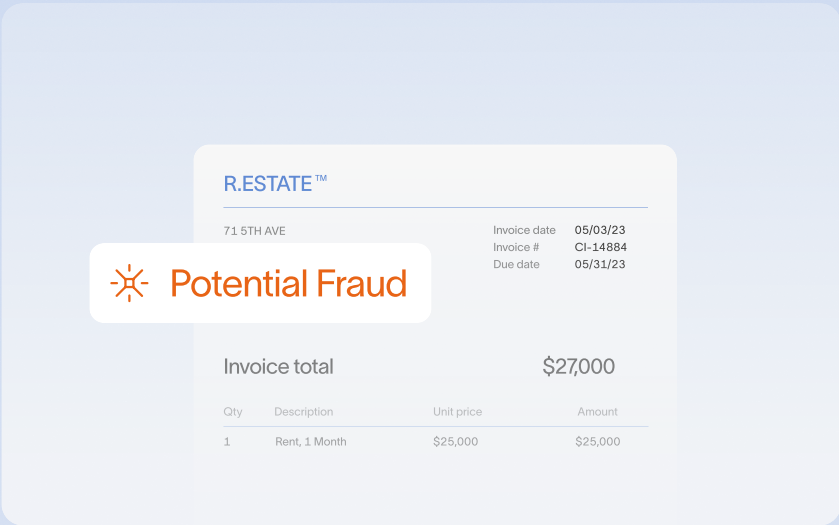 R.ESTATE™
71 5TH AVE
Invoice date 05/03/23
Invoice # CI-14884
Due date 05/31/23
Potential Fraud
Invoice total $27,000
Qty Description Unit price Amount
1 Rent, 1 Month $25,000 $25,000